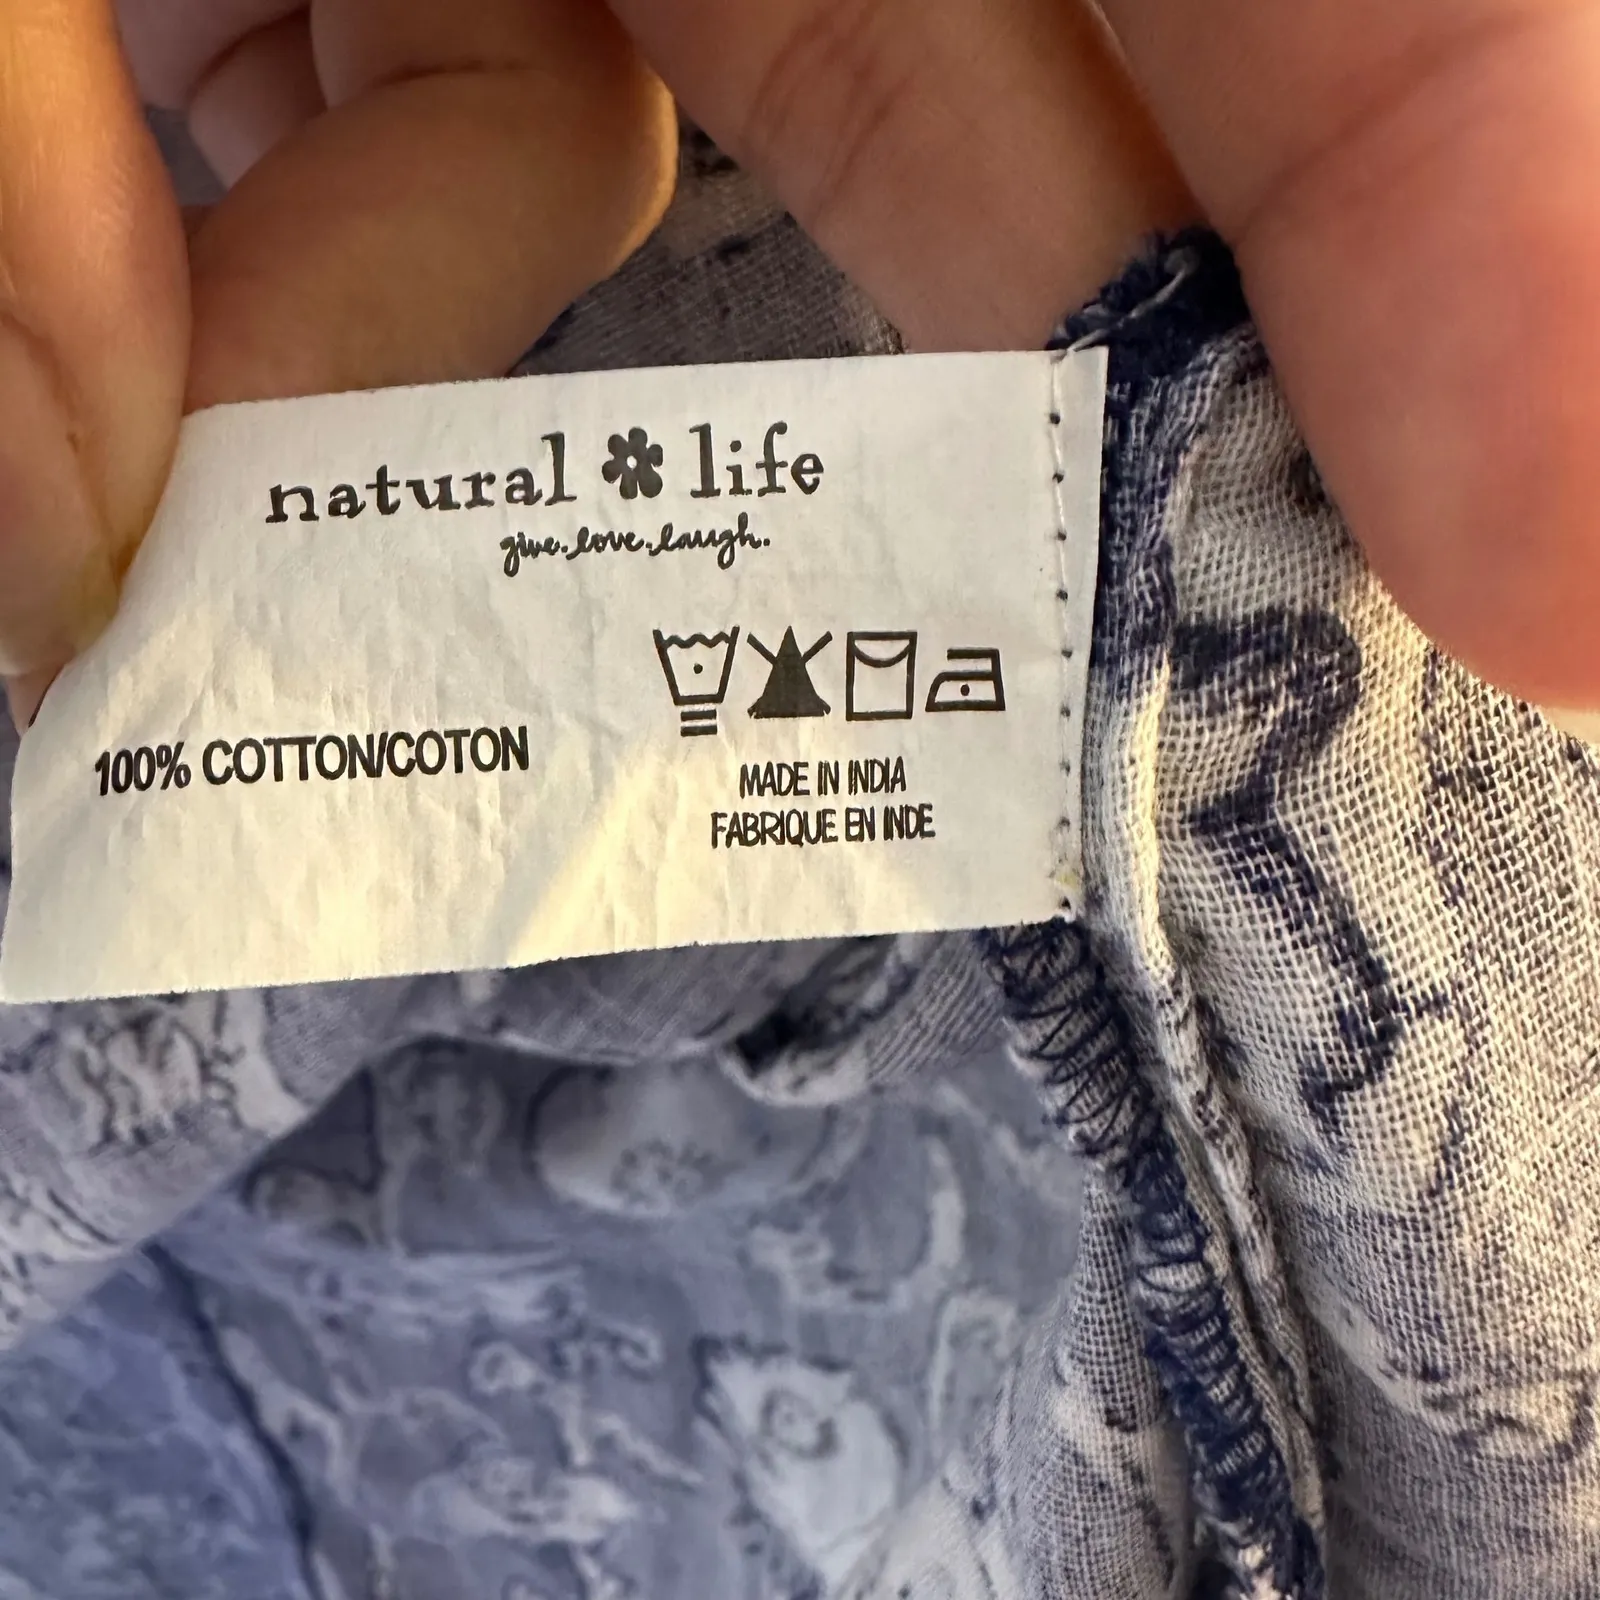 natural life
give.love.laugh.
100% COTTON/COTON
MADE IN INDIA
FABRIQUE EN INDE